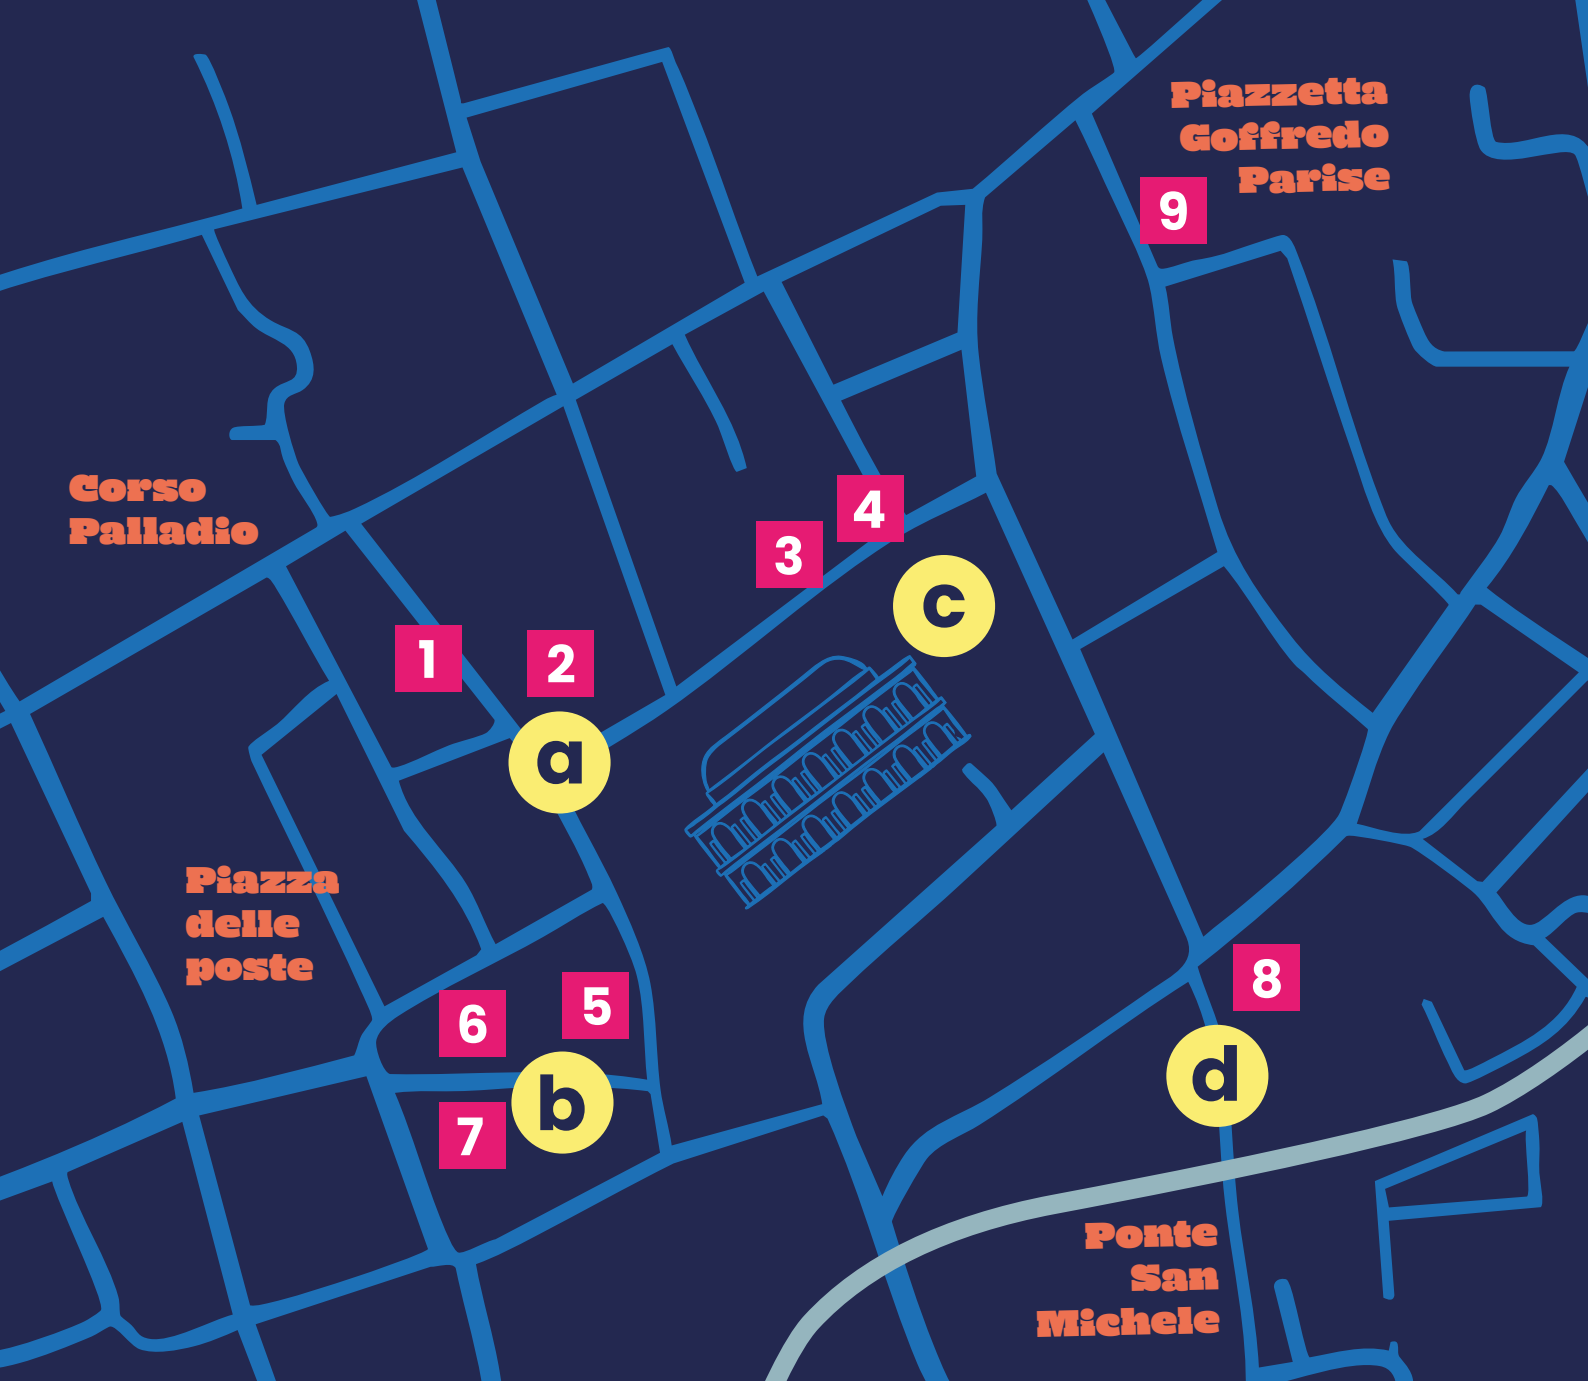 Piazzetta
Goffredo
Parise
9
Corso
Palladio
4
3
c
1
2
a
Piazza
delle
poste
8
5
6
d
b
7
Ponte
San
Michele